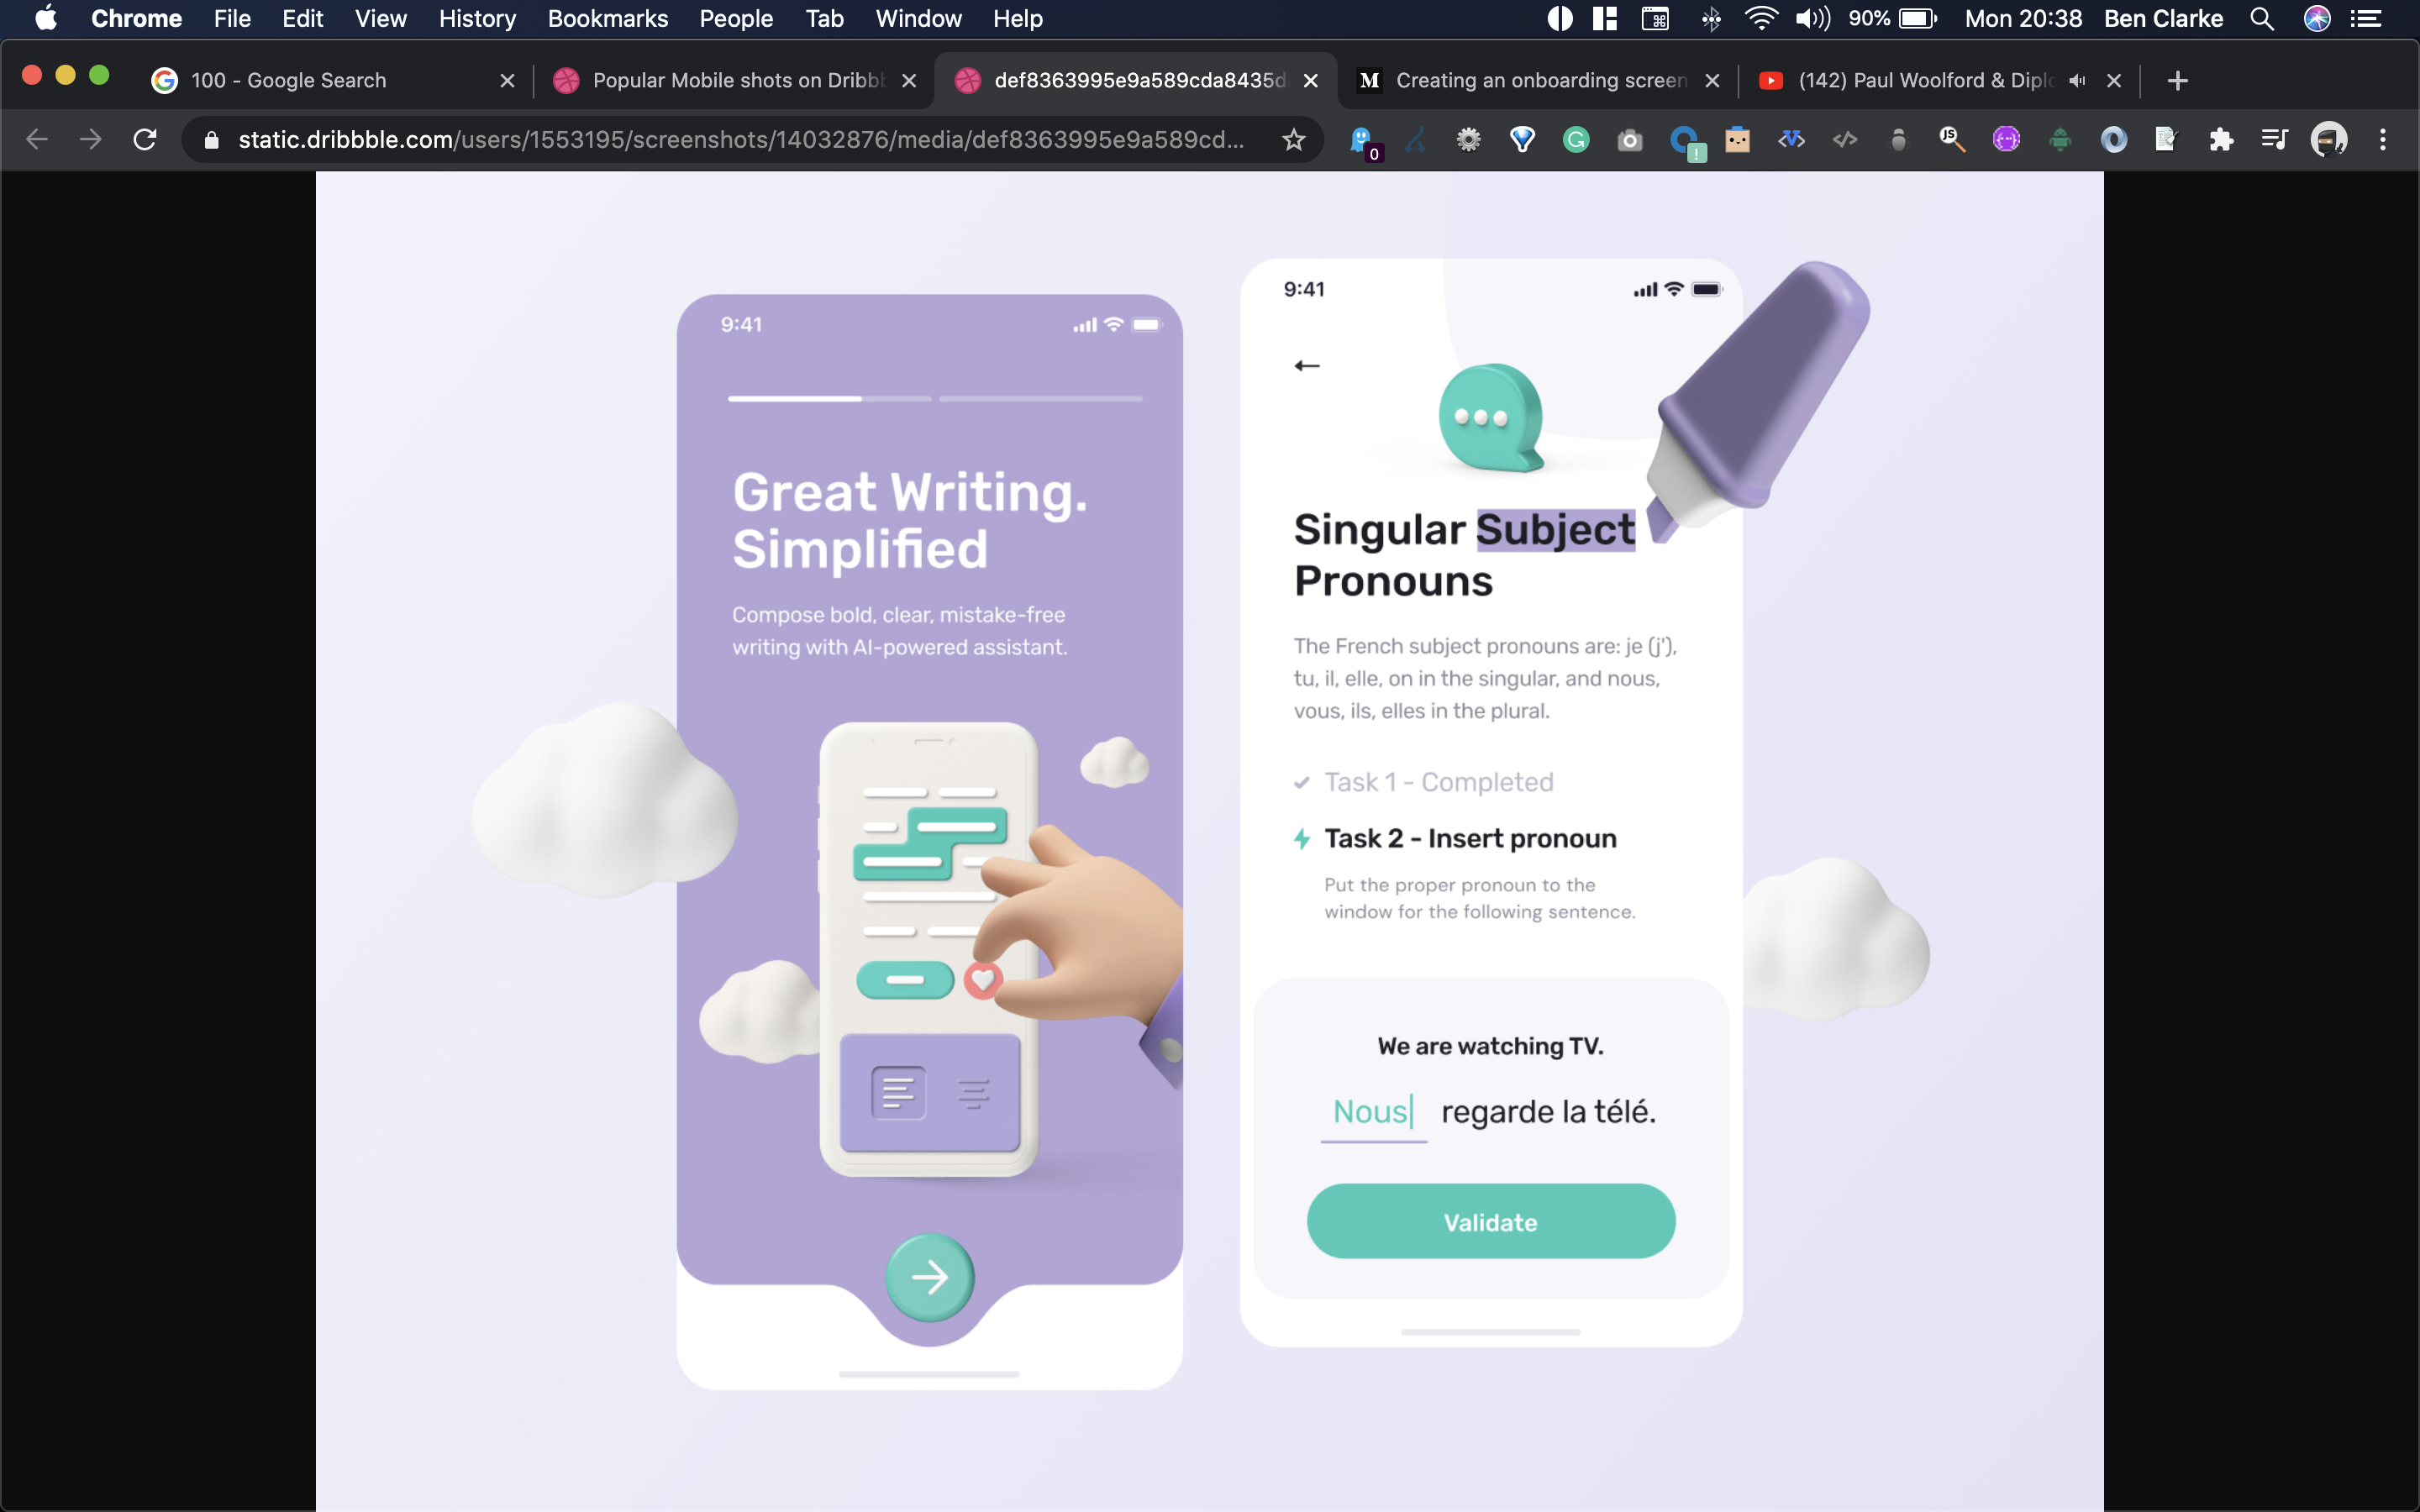 Chrome File Edit View History Bookmarks People Tab Window Help 90% Mon 20:38 Ben Clarke
100 - Google Search
Popular Mobile shots on Dribbb
def8363995e9a589cda8435d
Creating an onboarding screen
(142) Paul Woolford & Diplo
static.dribbble.com/users/1553195/screenshots/14032876/media/def8363995e9a589cd...
0
9:41
Great Writing.
Simplified
Compose bold, clear, mistake-free
writing with AI-powered assistant.
9:41
Singular Subject
Pronouns
The French subject pronouns are: je (j'),
tu, il, elle, on in the singular, and nous,
vous, ils, elles in the plural.
Task 1 - Completed
Task 2 - Insert pronoun
Put the proper pronoun to the
window for the following sentence.
We are watching TV.
Nous regarde la télé.
Validate